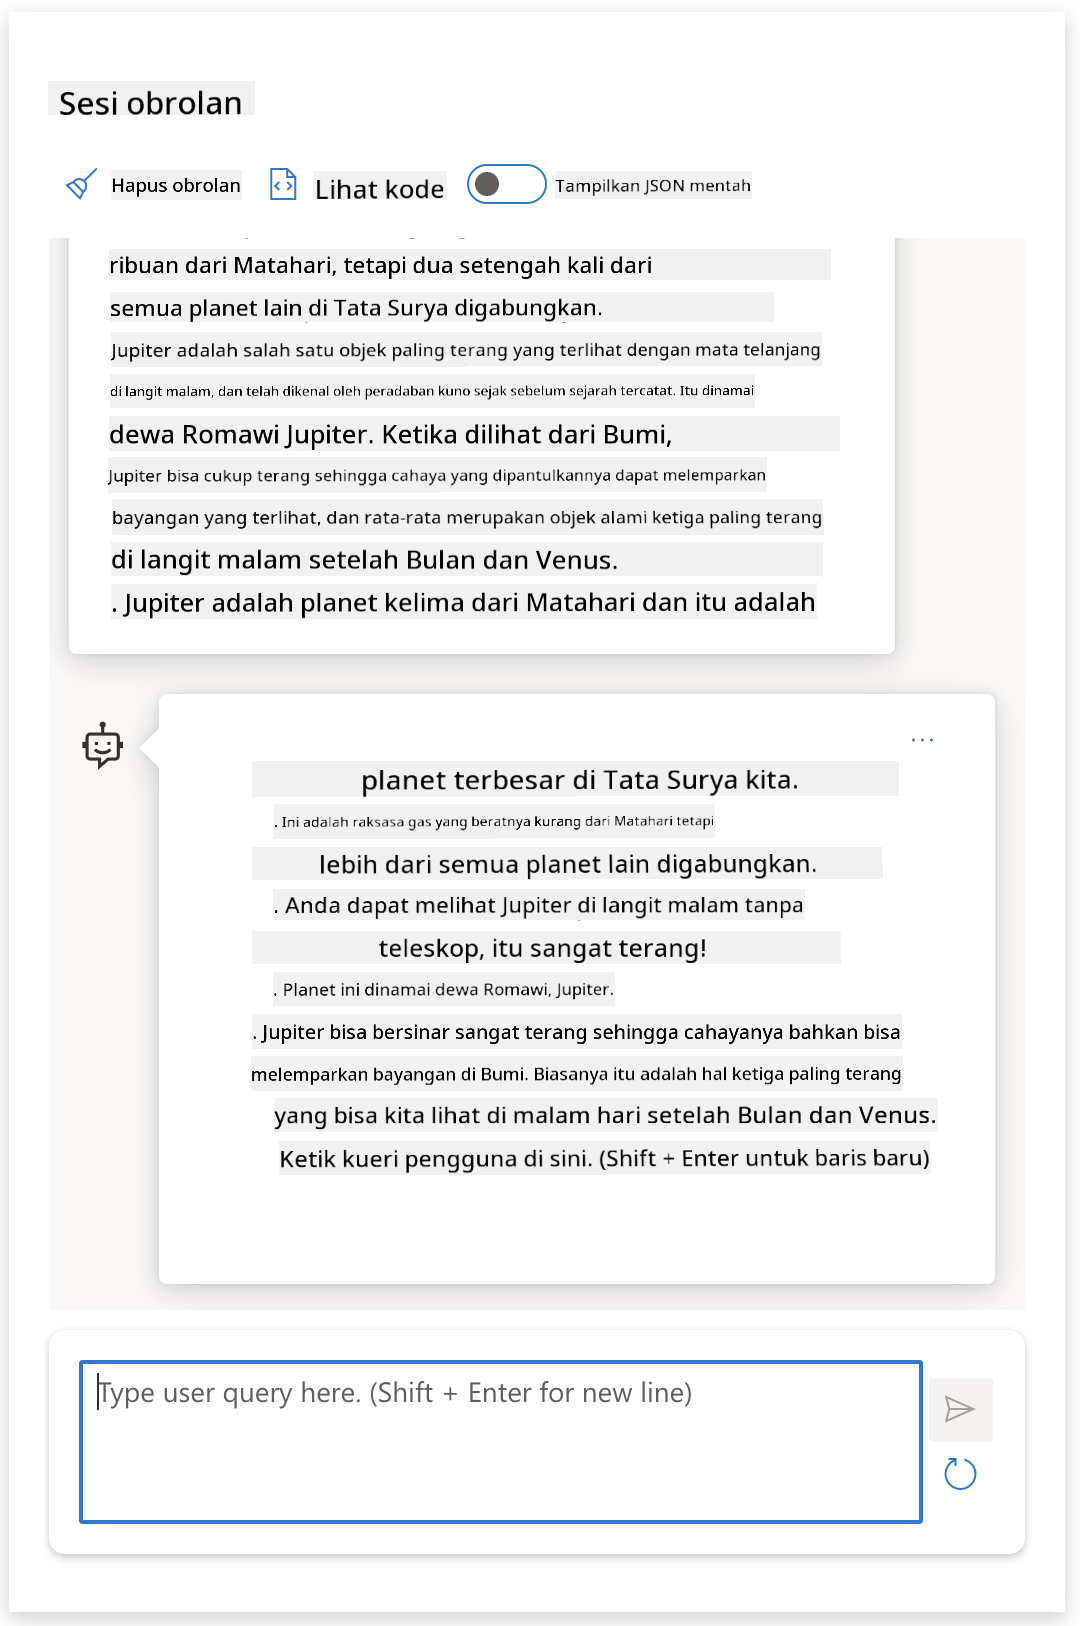 Sesi obrolan
Hapus obrolan Lihat kode Tampilkan JSON mentah
ribuan dari Matahari, tetapi dua setengah kali dari
semua planet lain di Tata Surya digabungkan.
Jupiter adalah salah satu objek paling terang yang terlihat dengan mata telanjang
di langit malam, dan telah dikenal oleh peradaban kuno sejak sebelum sejarah tercatat. Itu dinamai
dewa Romawi Jupiter. Ketika dilihat dari Bumi,
Jupiter bisa cukup terang sehingga cahaya yang dipantulkannya dapat melemparkan
bayangan yang terlihat, dan rata-rata merupakan objek alami ketiga paling terang
di langit malam setelah Bulan dan Venus.
. Jupiter adalah planet kelima dari Matahari dan itu adalah
...
planet terbesar di Tata Surya kita.
. Ini adalah raksasa gas yang beratnya kurang dari Matahari tetapi
lebih dari semua planet lain digabungkan.
. Anda dapat melihat Jupiter di langit malam tanpa
teleskop, itu sangat terang!
. Planet ini dinamai dewa Romawi, Jupiter.
. Jupiter bisa bersinar sangat terang sehingga cahayanya bahkan bisa
melemparkan bayangan di Bumi. Biasanya itu adalah hal ketiga paling terang
yang bisa kita lihat di malam hari setelah Bulan dan Venus.
Ketik kueri pengguna di sini. (Shift + Enter untuk baris baru)
Type user query here. (Shift + Enter for new line)